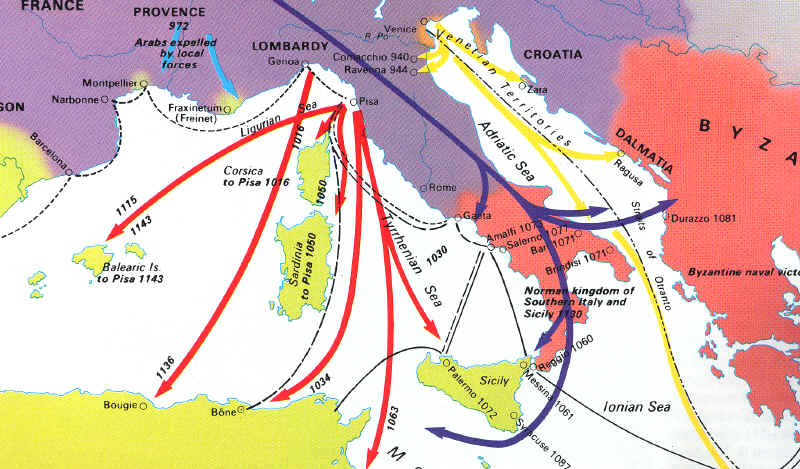 FRANCE
PROVENCE
972
Arabs expelled
by local
forces
LOMBARDY
Genoa
Venice
R. Po
Comacchio 940
Ravenna 944
Venetian Territories
CROATIA
Zara
Montpellier
Narbonne
Fraxinetum
(Freinet)
Ligurian Sea
Pisa
1016
GON
Barcelona
Adriatic Sea
DALMATIA
Ragusa
BYZA
Corsica
to Pisa 1016
1050
Rome
Gaeta
1115
1143
Amalfi 107
Salerno 1077
Bari 1071
Brindisi 1071
Straits of Otranto
Durazzo 1081
Balearic Is.
to Pisa 1143
Sardinia
to Pisa 1050
Tyrrhenian Sea
1030
Byzantine naval victo
Norman kingdom of
Southern Italy and
Sicily 1130
1136
1034
1063
Bougie
Bône
Palermo 1072
Sicily
Reggio 1060
Messina 1061
Syracuse 1087
Ionian Sea
M